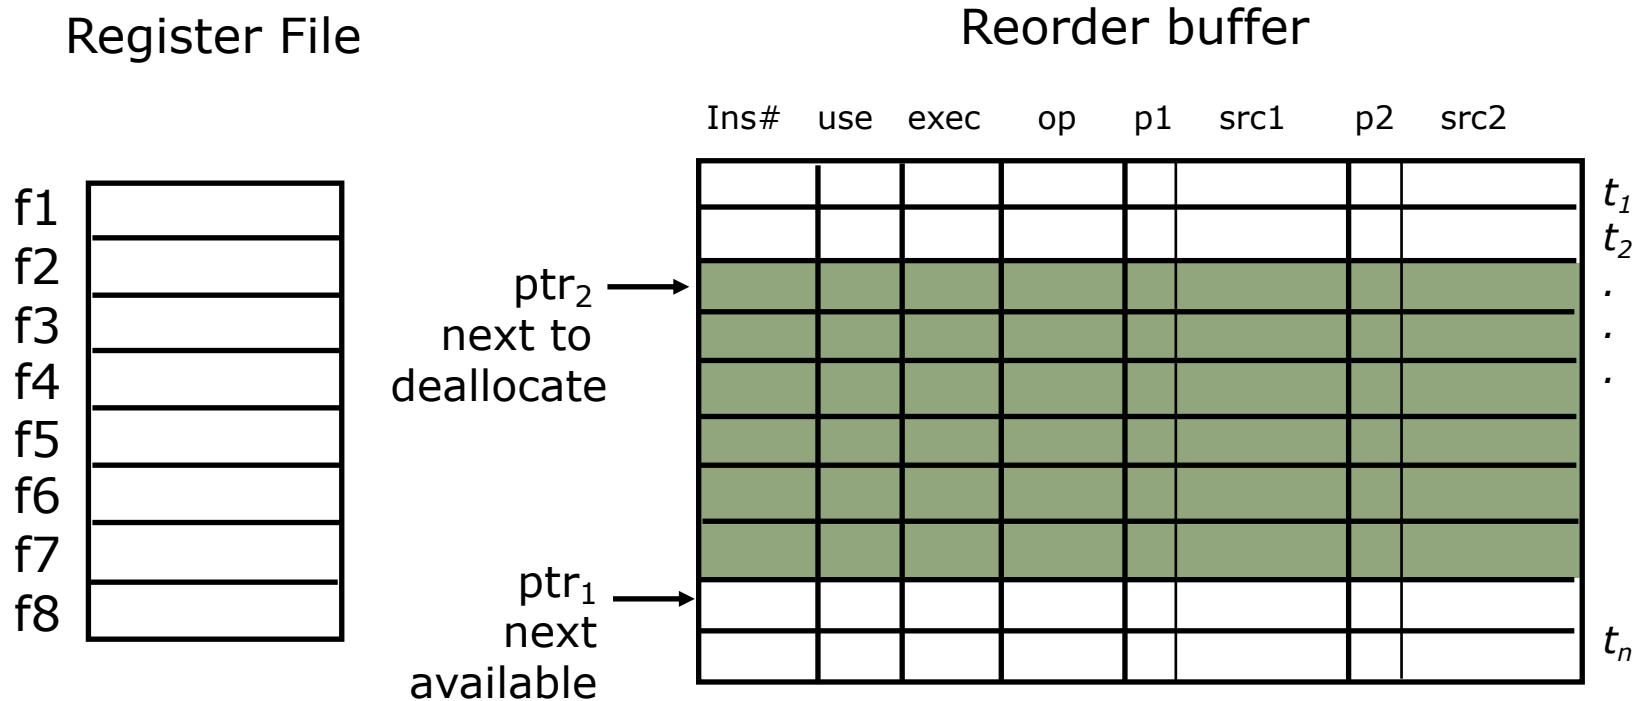 Register File
Reorder buffer
Ins# use exec op p1 src1 p2 src2
f1
f2
f3
f4
f5
f6
f7
f8
ptr2
next to
deallocate
ptr1
next
available
t1
t2
.
.
.
tn